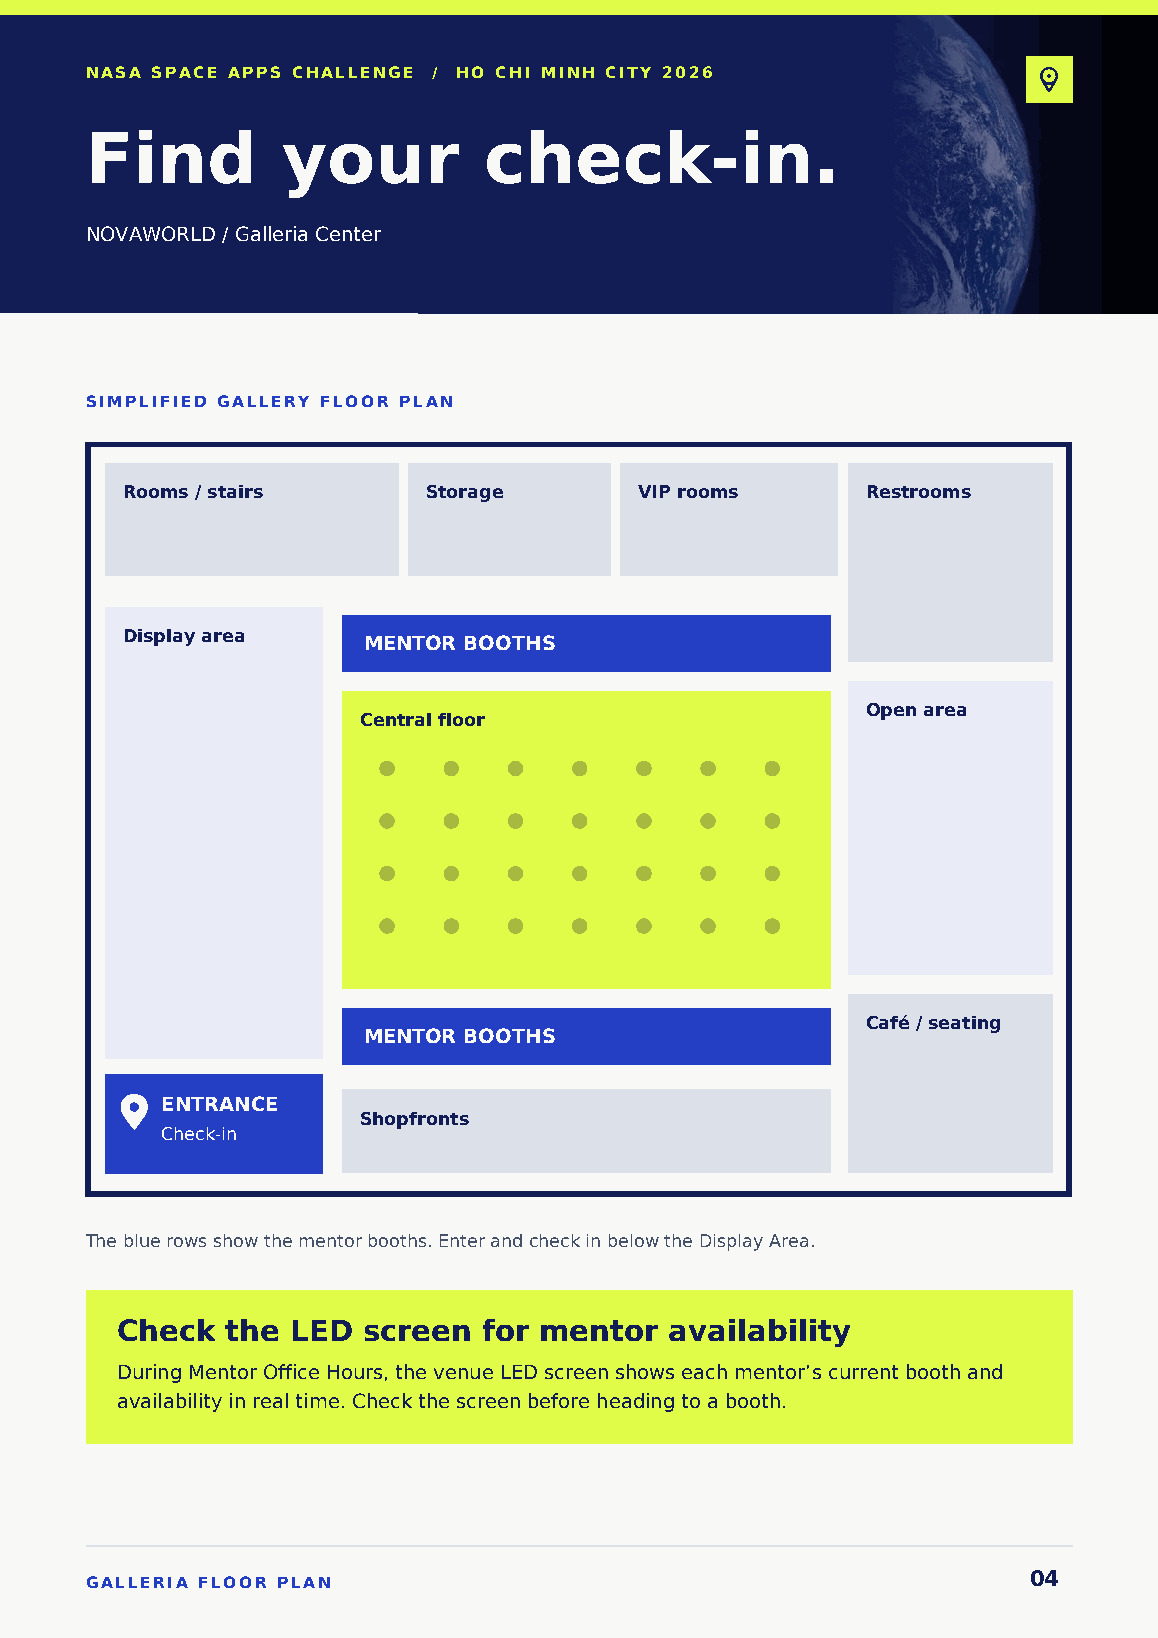 NASA SPACE APPS CHALLENGE / HO CHI MINH CITY 2026
Find your check-in.
NOVAWORLD / Galleria Center
SIMPLIFIED GALLERY FLOOR PLAN
Rooms / stairs
Storage
VIP rooms
Restrooms
Display area
MENTOR BOOTHS
Central floor
Open area
MENTOR BOOTHS
Café / seating
ENTRANCE
Check-in
Shopfronts
The blue rows show the mentor booths. Enter and check in below the Display Area.
Check the LED screen for mentor availability
During Mentor Office Hours, the venue LED screen shows each mentor’s current booth and
availability in real time. Check the screen before heading to a booth.
GALLERIA FLOOR PLAN
04